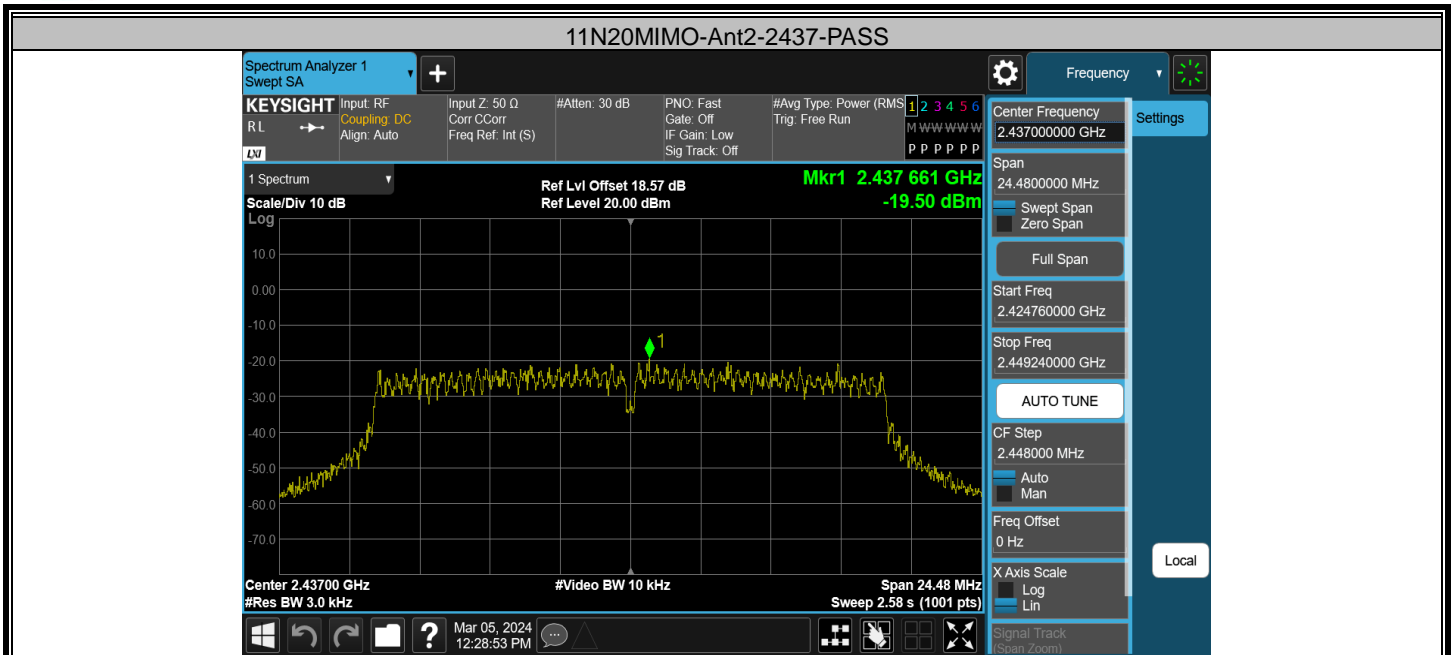 11N20MIMO-Ant2-2437-PASS
Spectrum Analyzer 1
Swept SA
+
Frequency
KEYSIGHT
RL
LXI
Input: RF
Coupling: DC
Align: Auto
Input Z: 50 Ω
Corr CCorr
Freq Ref: Int (S)
#Atten: 30 dB
PNO: Fast
Gate: Off
IF Gain: Low
Sig Track: Off
#Avg Type: Power (RMS
Trig: Free Run
1 2 3 4 5 6
M W W W W W
P P P P P P
Center Frequency
2.437000000 GHz
Settings
Span
24.4800000 MHz
Swept Span
Zero Span
Full Span
Start Freq
2.424760000 GHz
Stop Freq
2.449240000 GHz
AUTO TUNE
CF Step
2.448000 MHz
Auto
Man
Freq Offset
0 Hz
X Axis Scale
Log
Lin
Signal Track
(Span Zoom)
Local
1 Spectrum
Scale/Div 10 dB
Log
Ref Lvl Offset 18.57 dB
Ref Level 20.00 dBm
Mkr1 2.437 661 GHz
-19.50 dBm
10.0
0.00
-10.0
1
-20.0
-30.0
-40.0
-50.0
-60.0
-70.0
Center 2.43700 GHz
#Video BW 10 kHz
Span 24.48 MHz
#Res BW 3.0 kHz
Sweep 2.58 s (1001 pts)
?
Mar 05, 2024
12:28:53 PM